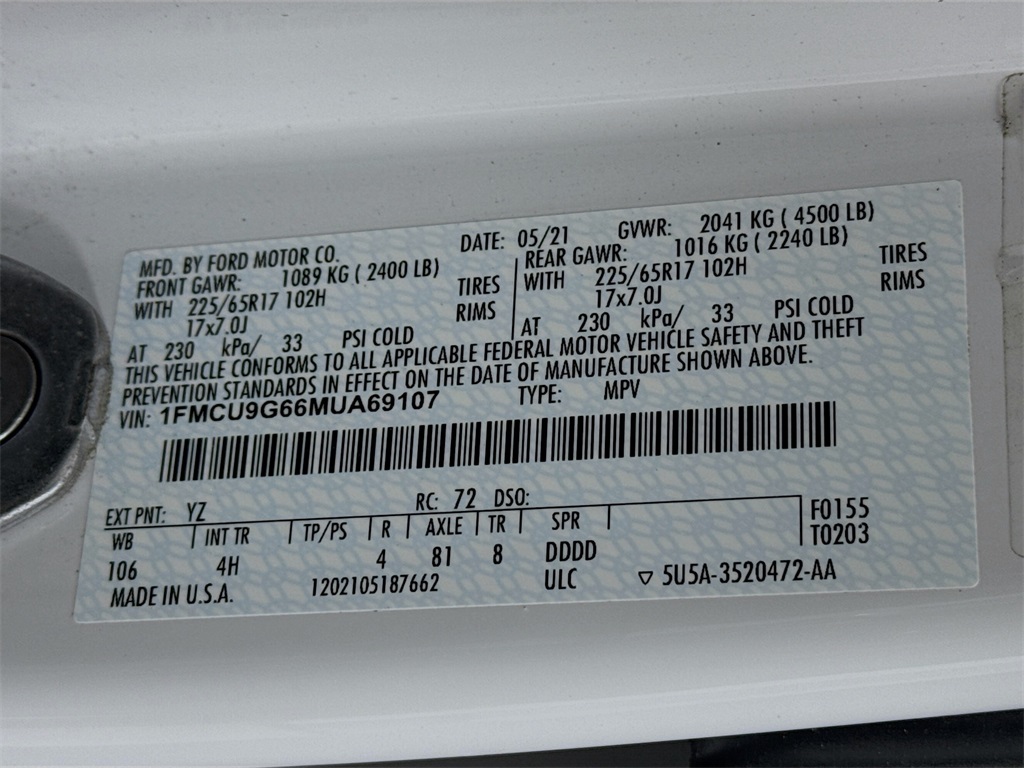 MFD. BY FORD MOTOR CO. DATE: 05/21 GVWR: 2041 KG ( 4500 LB)
FRONT GAWR: 1089 KG ( 2400 LB) REAR GAWR: 1016 KG ( 2240 LB)
WITH 225/65R17 102H TIRES WITH 225/65R17 102H TIRES
17x7.0J RIMS 17x7.0J RIMS
AT 230 kPa/ 33 PSI COLD AT 230 kPa/ 33 PSI COLD
THIS VEHICLE CONFORMS TO ALL APPLICABLE FEDERAL MOTOR VEHICLE SAFETY AND THEFT
PREVENTION STANDARDS IN EFFECT ON THE DATE OF MANUFACTURE SHOWN ABOVE.
VIN: 1FMCU9G66MUA69107 TYPE: MPV
EXT PNT: YZ RC: 72 DSO:
WB INT TR TP/PS R AXLE TR SPR F0155
106 4H 4 81 8 DDDD T0203
MADE IN U.S.A. 1202105187662 ULC ▽ 5U5A-3520472-AA